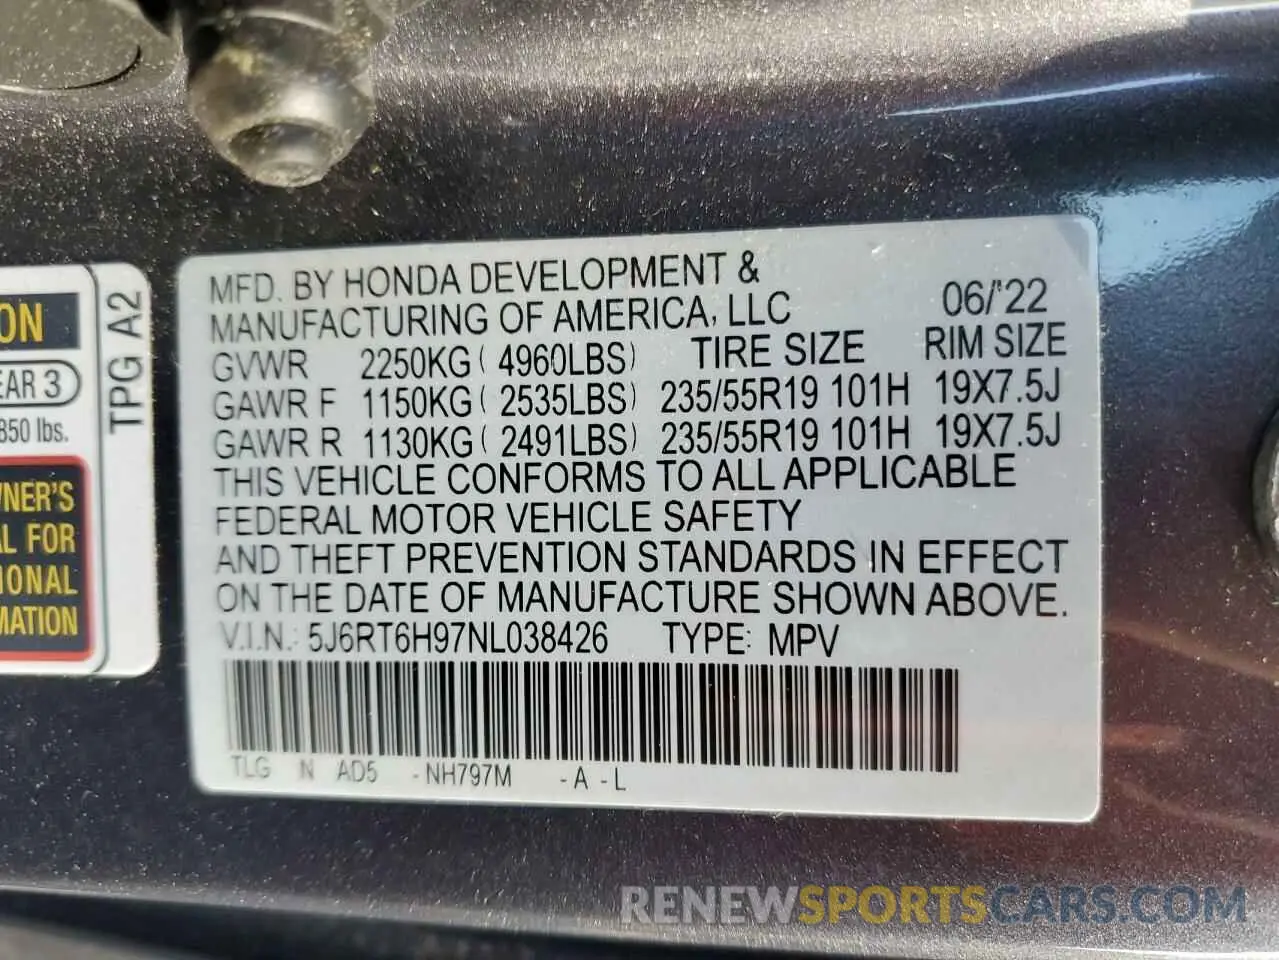 MFD. BY HONDA DEVELOPMENT &
MANUFACTURING OF AMERICA, LLC 06/'22
GVWR 2250KG ( 4960LBS) TIRE SIZE RIM SIZE
GAWR F 1150KG ( 2535LBS) 235/55R19 101H 19X7.5J
GAWR R 1130KG ( 2491LBS) 235/55R19 101H 19X7.5J
THIS VEHICLE CONFORMS TO ALL APPLICABLE
FEDERAL MOTOR VEHICLE SAFETY
AND THEFT PREVENTION STANDARDS IN EFFECT
ON THE DATE OF MANUFACTURE SHOWN ABOVE.
V.I.N.: 5J6RT6H97NL038426 TYPE: MPV
TLG N AD5 -NH797M -A -L
ON
EAR 3
850 lbs.
WNER'S
AL FOR
IONAL
MATION
TPG A2
RENEWSPORTSCARS.COM